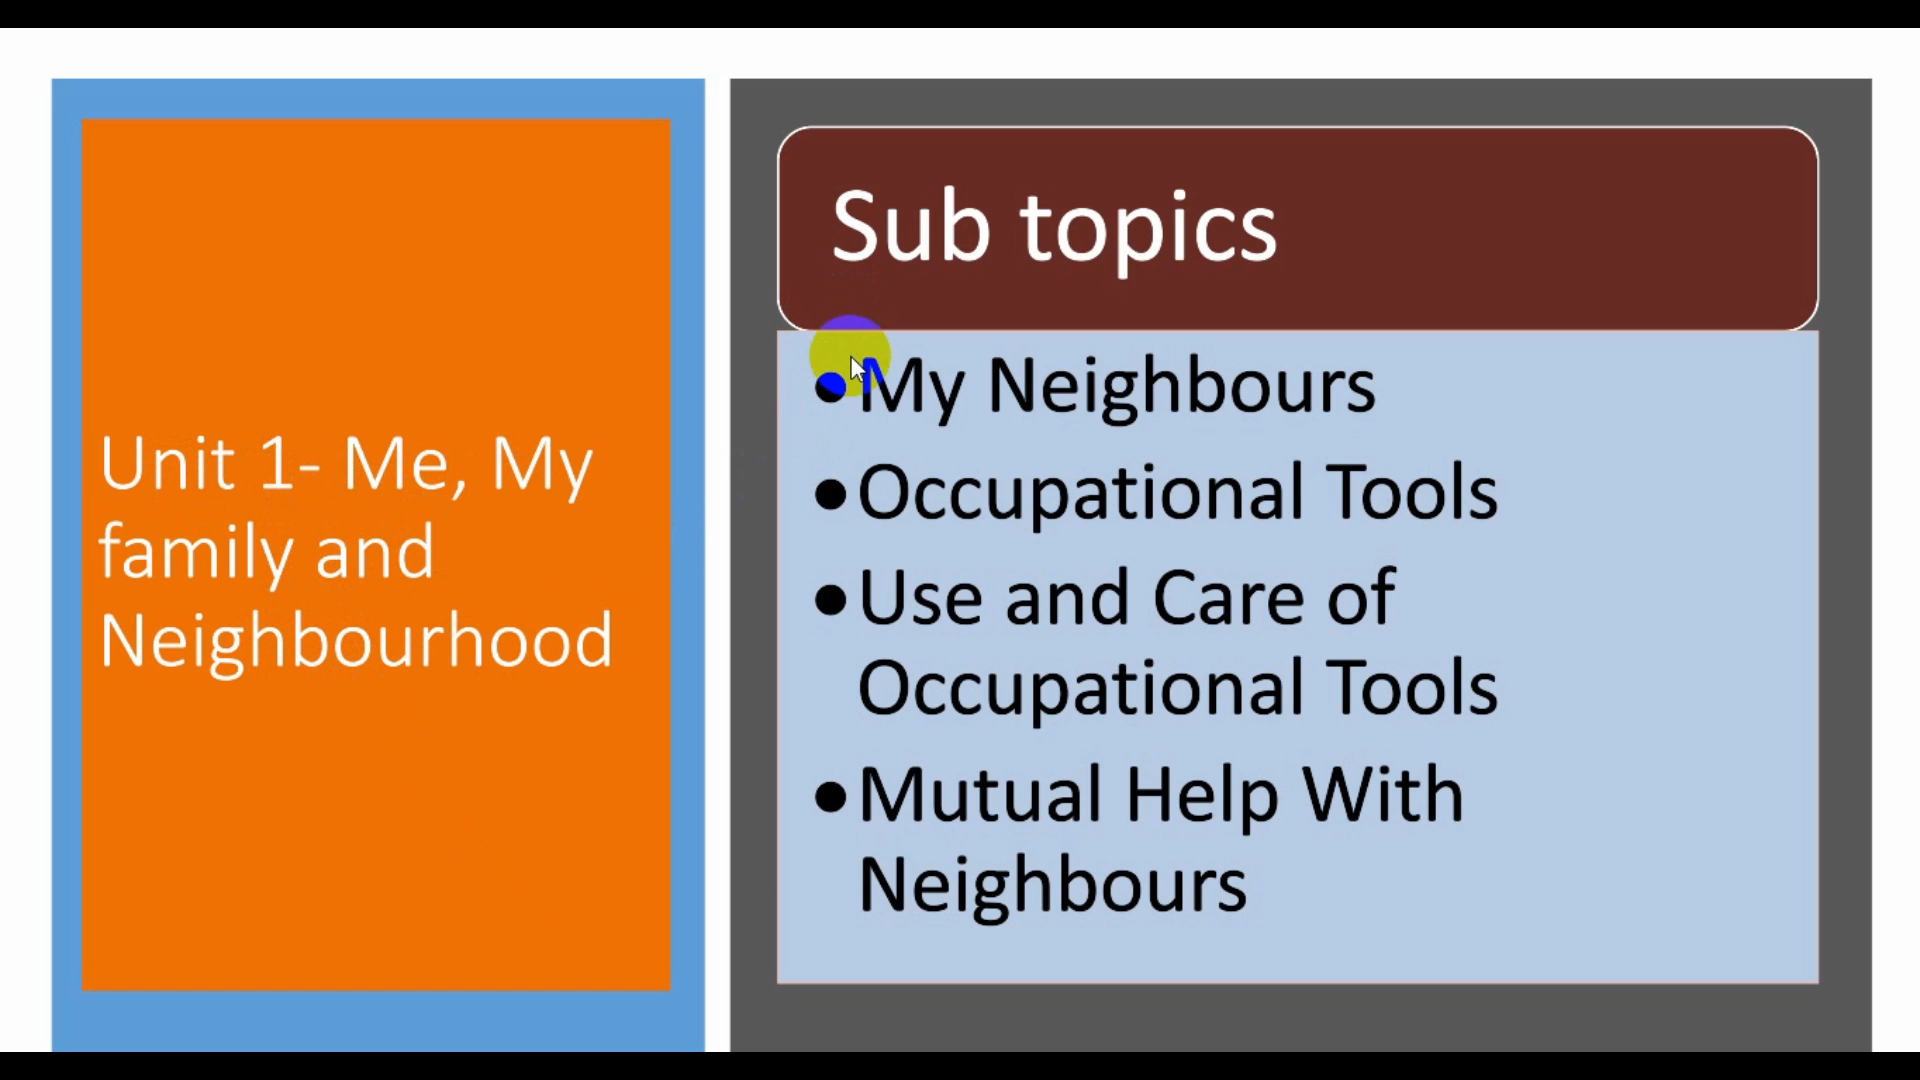 Unit 1- Me, My
family and
Neighbourhood
Sub topics
•My Neighbours
•Occupational Tools
•Use and Care of
Occupational Tools
•Mutual Help With
Neighbours